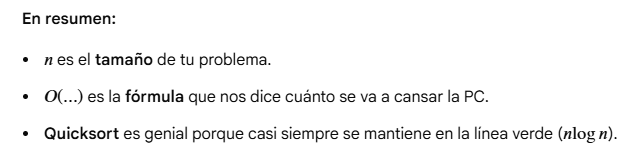 En resumen:
• n es el tamaño de tu problema.
• O(…) es la fórmula que nos dice cuánto se va a cansar la PC.
• Quicksort es genial porque casi siempre se mantiene en la línea verde (n log n).